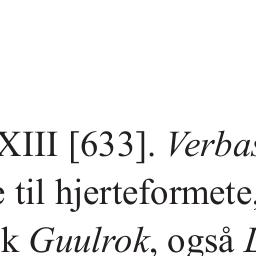 XIII [633]. Verbas
e til hjerteformete,
k Guulrok, også